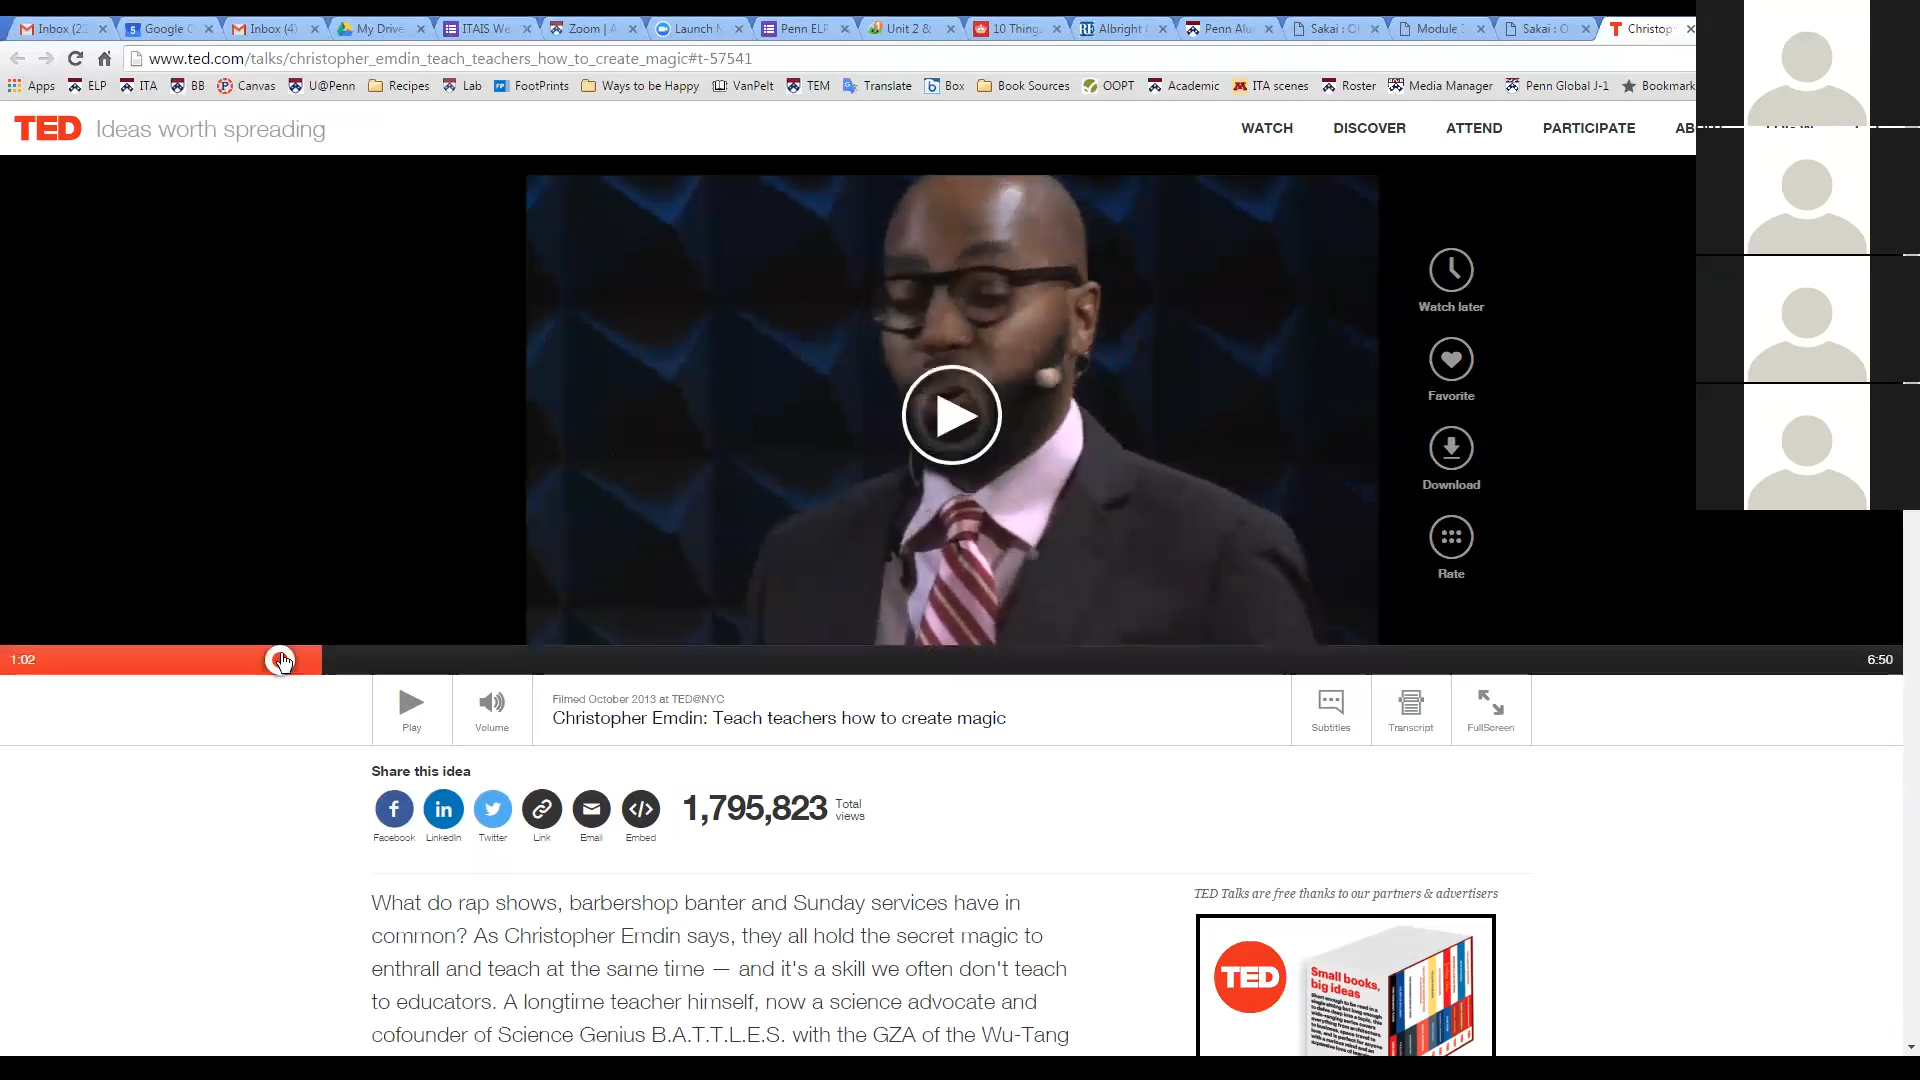 Inbox (22
Google C
Inbox (4)
My Drive
ITAIS We
Zoom | A
Launch M
Penn ELP
Unit 2 &
10 Thing
Albright
Penn Alu
Sakai : O
Module
Sakai : O
Christop
www.ted.com/talks/christopher_emdin_teach_teachers_how_to_create_magic#t-57541
Apps
ELP
ITA
BB
Canvas
U@Penn
Recipes
Lab
FootPrints
Ways to be Happy
VanPelt
TEM
Translate
Box
Book Sources
OOPT
Academic
ITA scenes
Roster
Media Manager
Penn Global J-1
Bookmark
TED Ideas worth spreading
WATCH
DISCOVER
ATTEND
PARTICIPATE
Watch later
Favorite
Download
Rate
1:02
6:50
Play
Volume
Filmed October 2013 at TED@NYC
Christopher Emdin: Teach teachers how to create magic
Subtitles
Transcript
FullScreen
Share this idea
Facebook
LinkedIn
Twitter
Link
Email
Embed
1,795,823 Total
views
What do rap shows, barbershop banter and Sunday services have in
common? As Christopher Emdin says, they all hold the secret magic to
enthrall and teach at the same time — and it's a skill we often don't teach
to educators. A longtime teacher himself, now a science advocate and
cofounder of Science Genius B.A.T.T.L.E.S. with the GZA of the Wu-Tang
TED Talks are free thanks to our partners & advertisers
TED
Small books,
big ideas